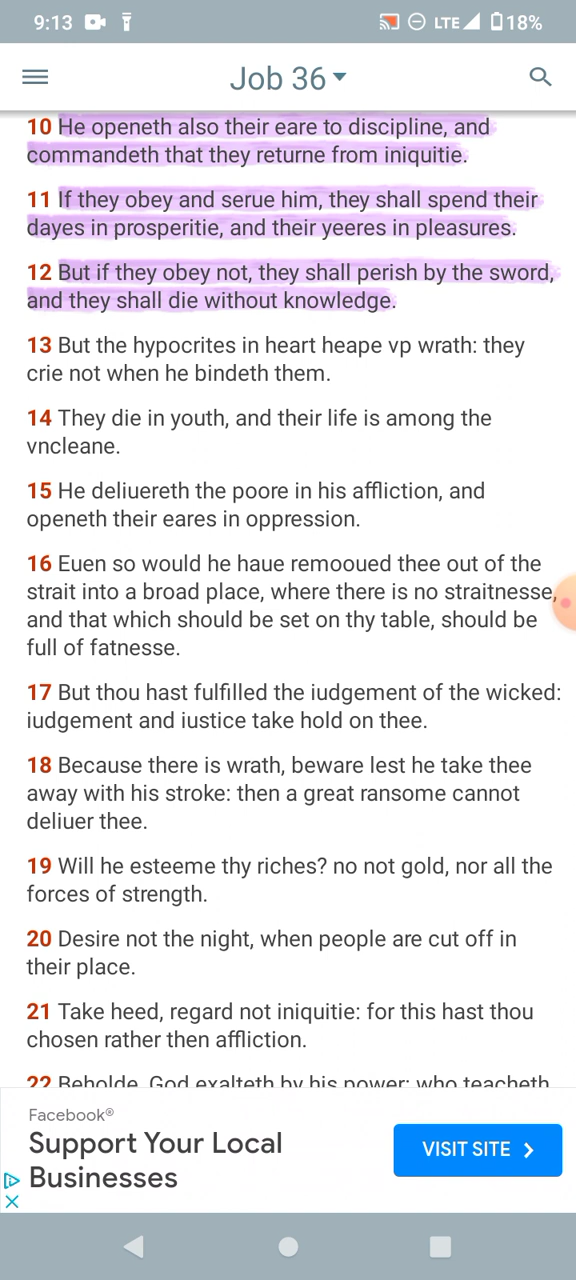 9:13 LTE 18%
Job 36
10 He openeth also their eare to discipline, and
commandeth that they returne from iniquitie.
11 If they obey and serue him, they shall spend their
dayes in prosperitie, and their yeeres in pleasures.
12 But if they obey not, they shall perish by the sword,
and they shall die without knowledge.
13 But the hypocrites in heart heape vp wrath: they
crie not when he bindeth them.
14 They die in youth, and their life is among the
vncleane.
15 He deliuereth the poore in his affliction, and
openeth their eares in oppression.
16 Euen so would he haue remooued thee out of the
strait into a broad place, where there is no straitnesse,
and that which should be set on thy table, should be
full of fatnesse.
17 But thou hast fulfilled the iudgement of the wicked:
iudgement and iustice take hold on thee.
18 Because there is wrath, beware lest he take thee
away with his stroke: then a great ransome cannot
deliuer thee.
19 Will he esteeme thy riches? no not gold, nor all the
forces of strength.
20 Desire not the night, when people are cut off in
their place.
21 Take heed, regard not iniquitie: for this hast thou
chosen rather then affliction.
22 Beholde, God exalteth by his power: who teacheth
Facebook®
Support Your Local
Businesses
VISIT SITE